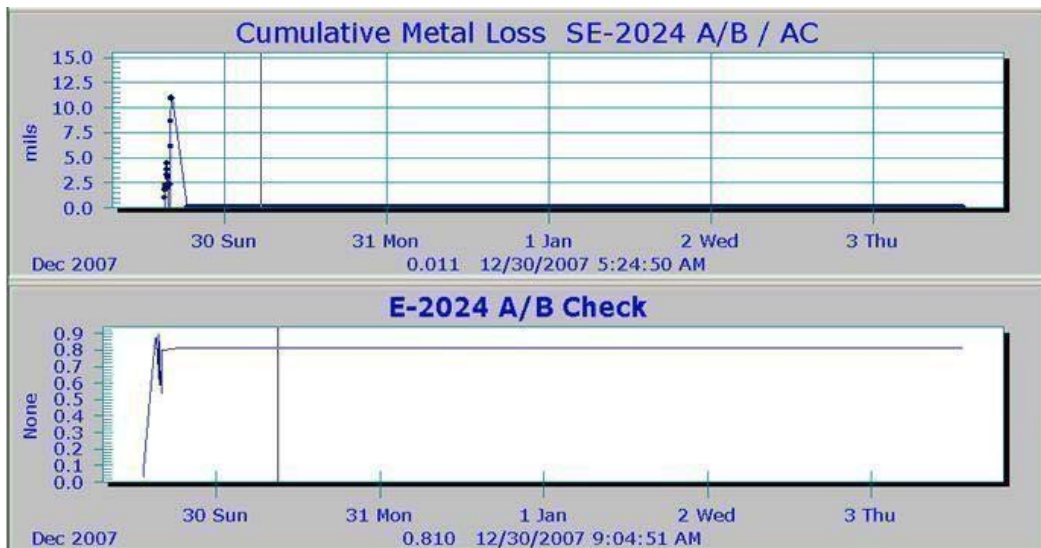 Cumulative Metal Loss SE-2024 A/B / AC
15.0
12.5
10.0
7.5
5.0
2.5
0.0
mils
30 Sun 31 Mon 1 Jan 2 Wed 3 Thu
Dec 2007 0.011 12/30/2007 5:24:50 AM
E-2024 A/B Check
0.9
0.8
0.7
0.6
0.5
0.4
0.3
0.2
0.1
0.0
None
30 Sun 31 Mon 1 Jan 2 Wed 3 Thu
Dec 2007 0.810 12/30/2007 9:04:51 AM